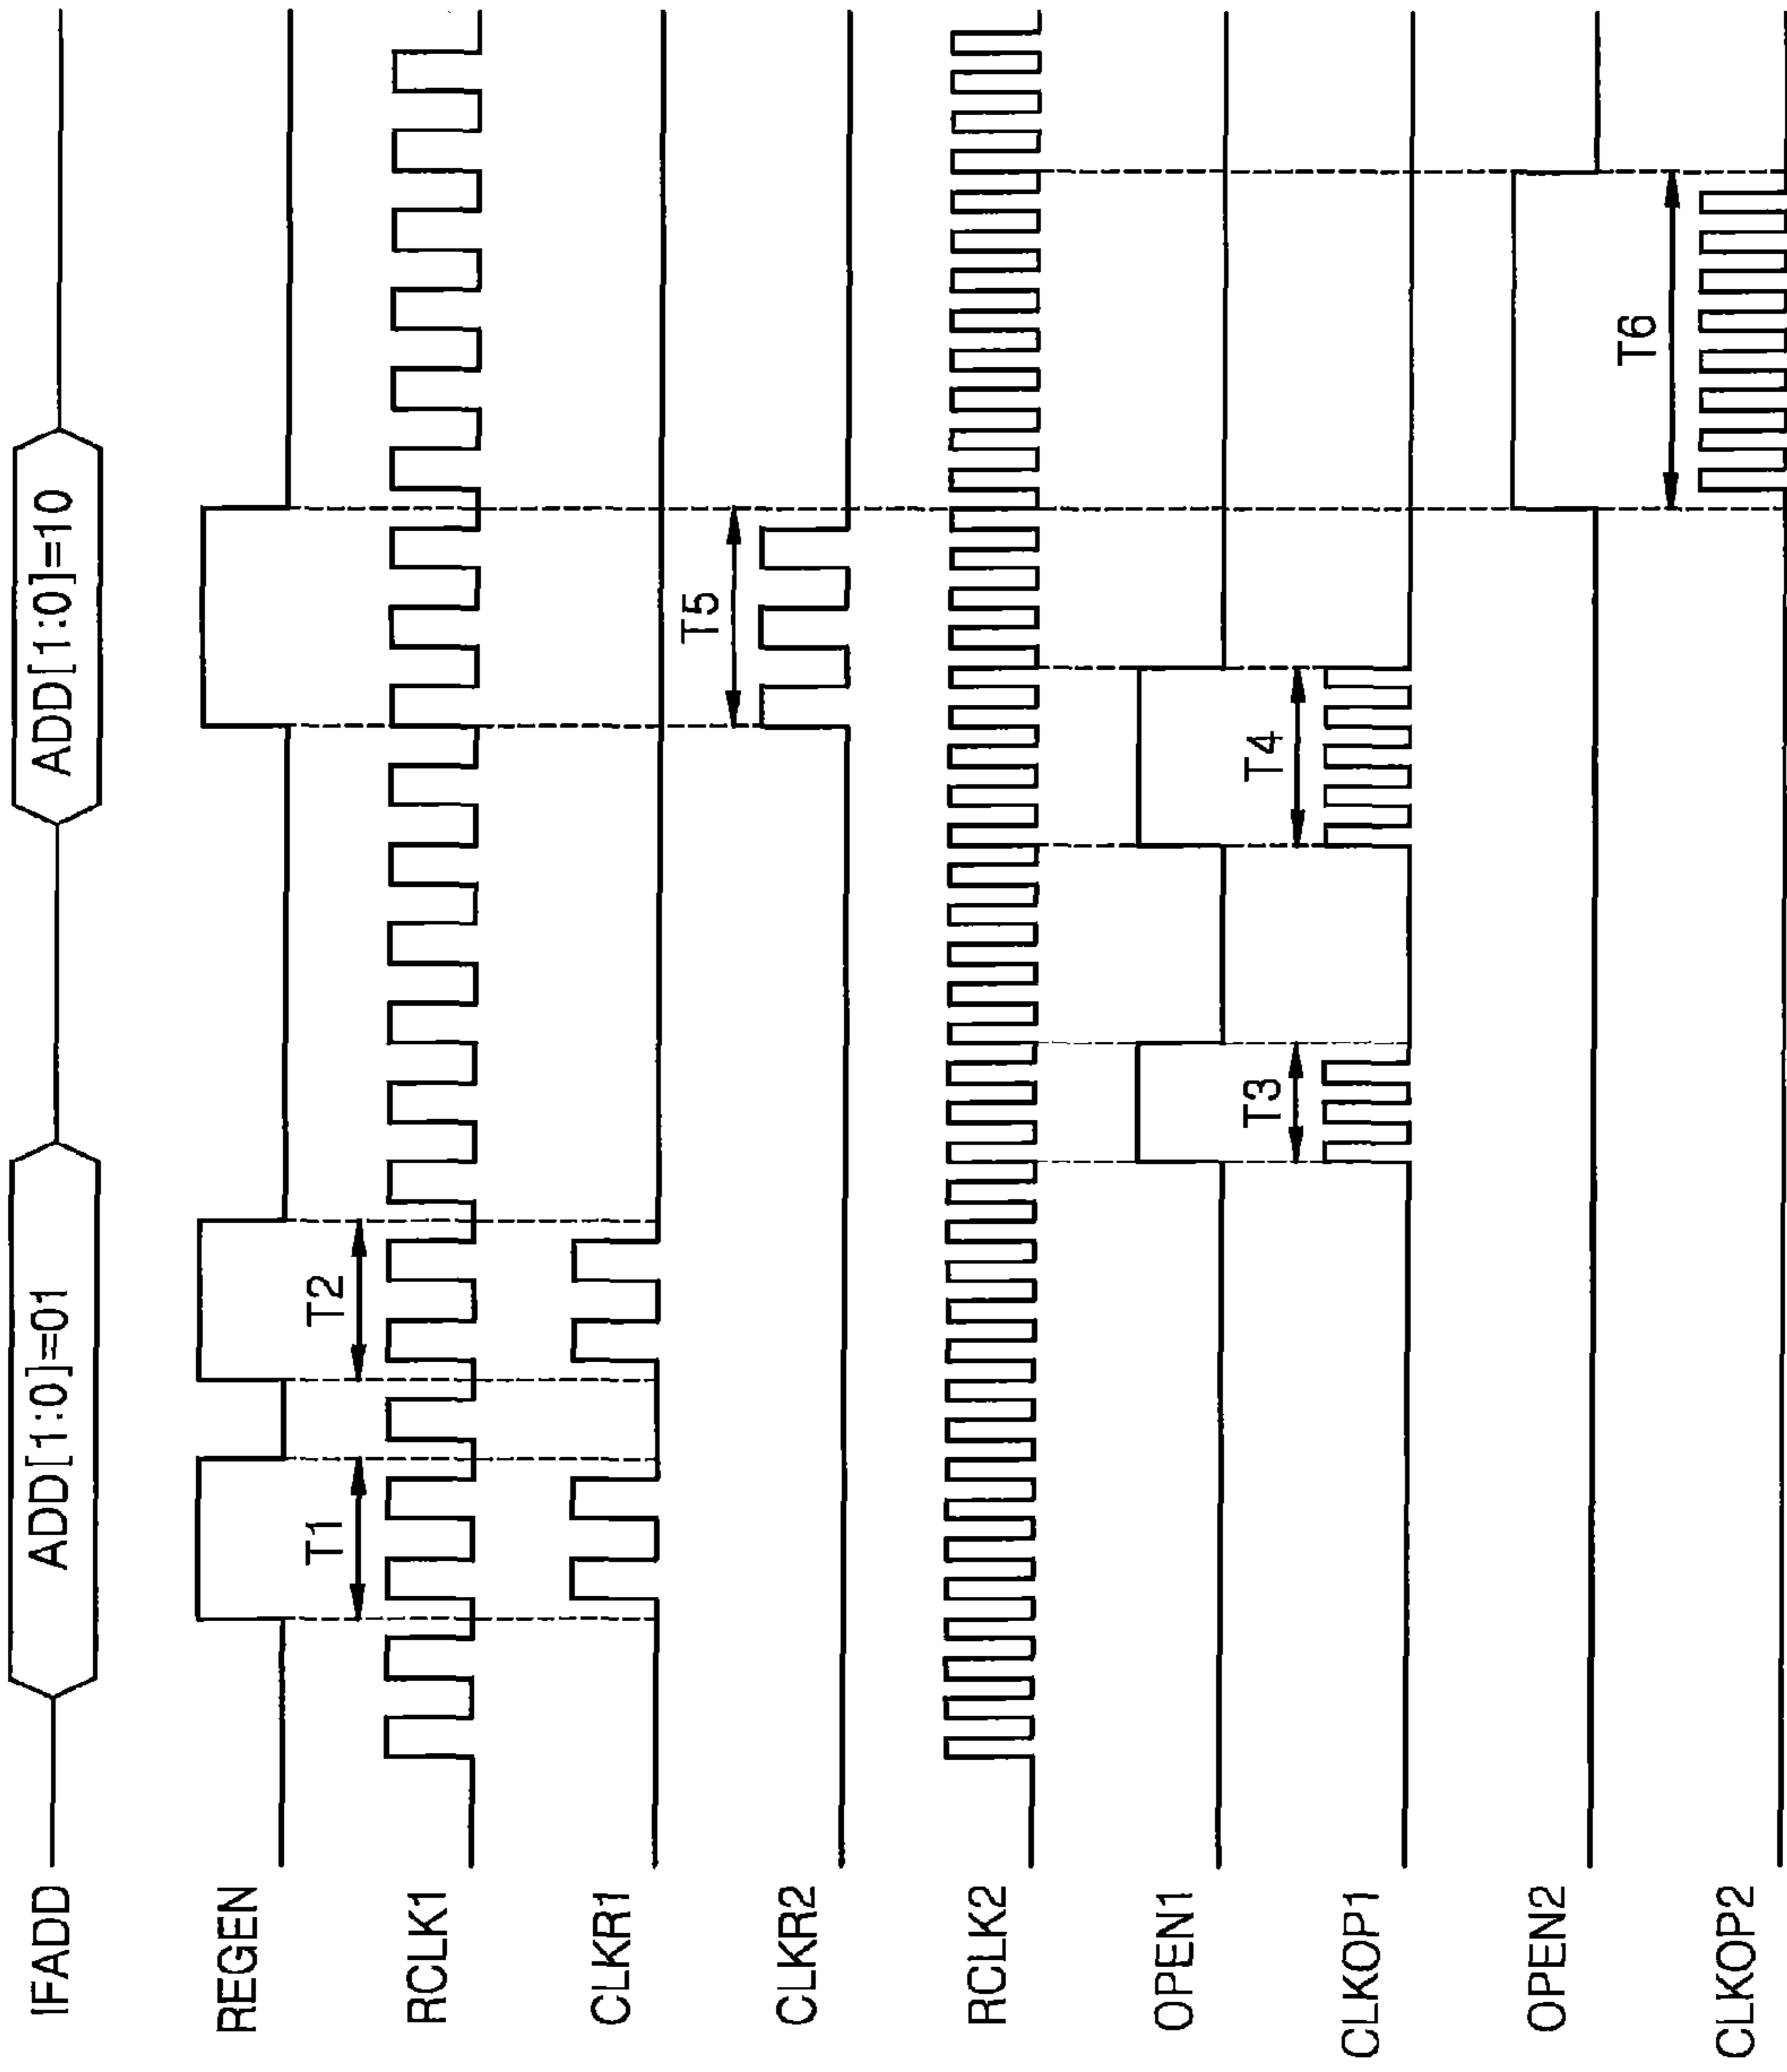 IFADD
ADD[1:0]=01
ADD[1:0]=10
REGEN
T1
T2
RCLK1
CLKR1
T5
CLKR2
RCLK2
OPEN1
T3
T4
CLKOP1
OPEN2
T6
CLKOP2